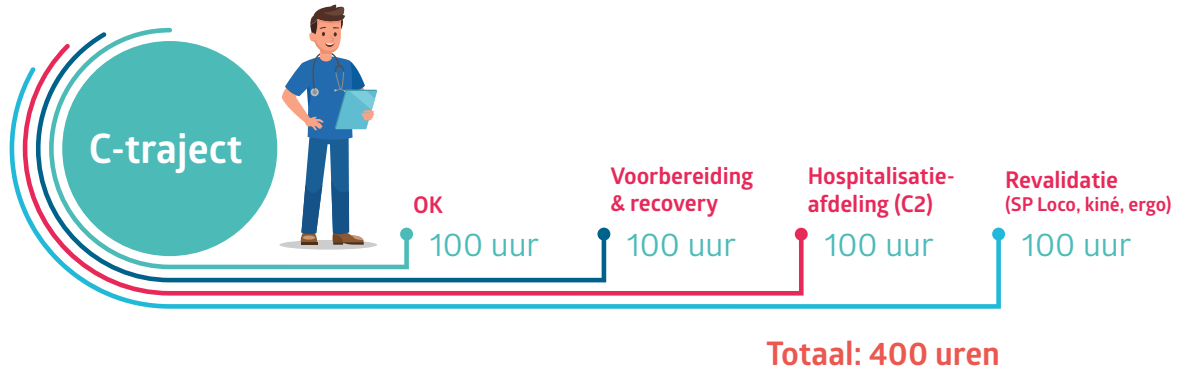 C-traject
OK
100 uur
Voorbereiding
& recovery
100 uur
Hospitalisatie-
afdeling (C2)
100 uur
Revalidatie
(SP Loco, kiné, ergo)
100 uur
Totaal: 400 uren